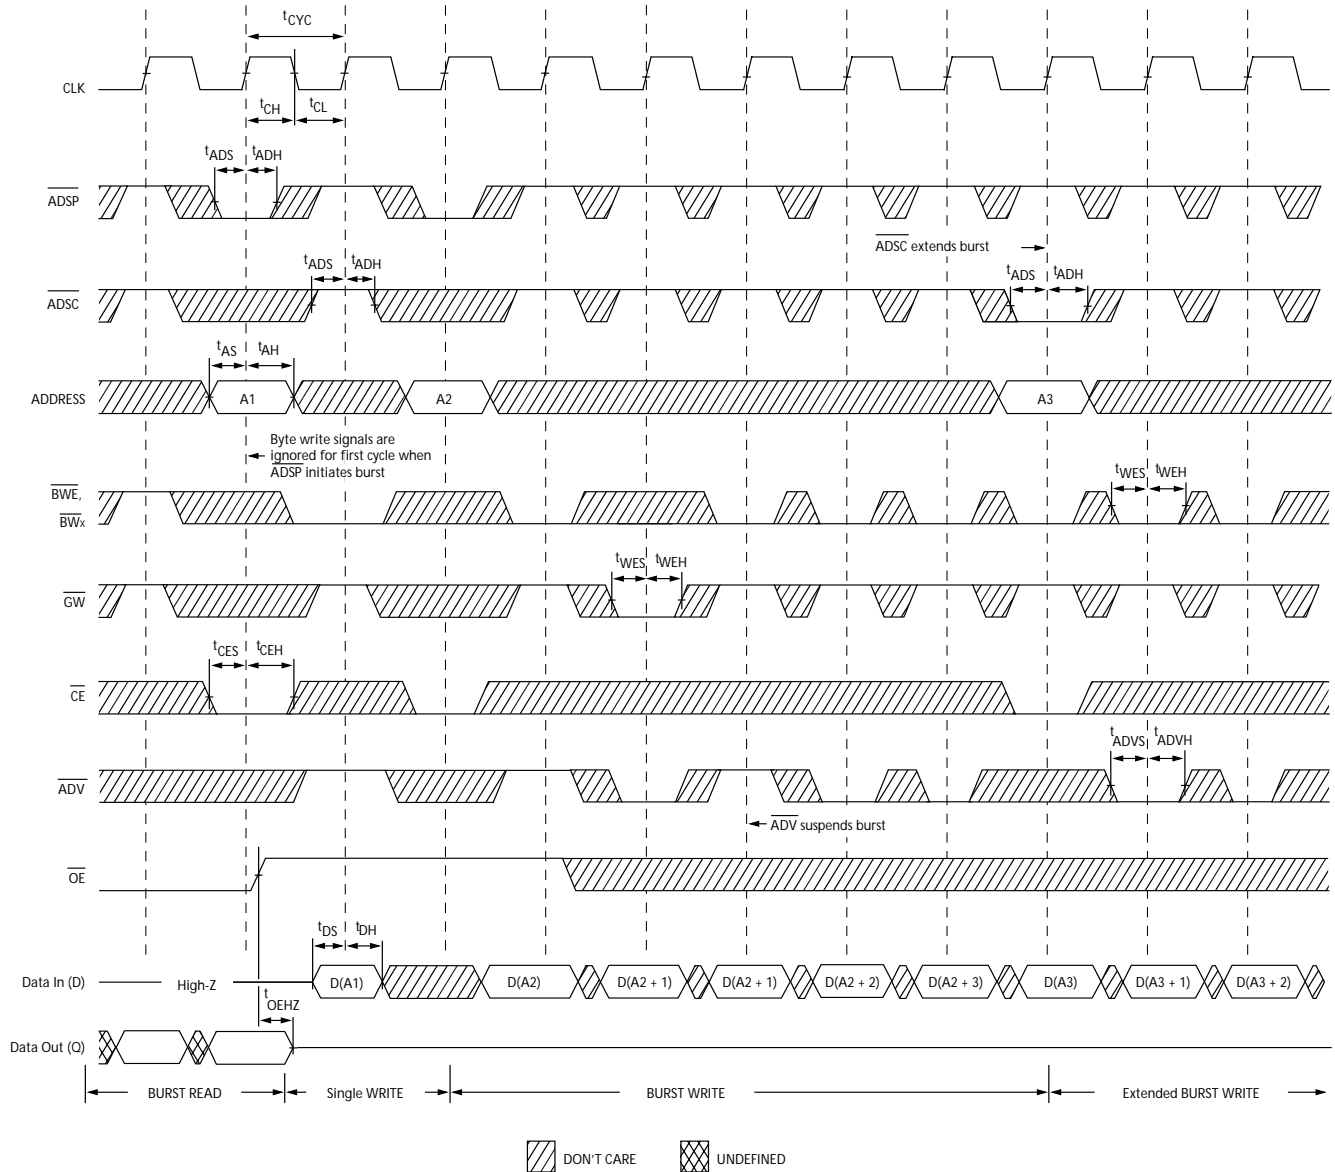 tCYC
CLK
tCH
tCL
tADS
tADH
ADSP
ADSC extends burst
tADS
tADH
tADS
tADH
ADSC
tAS
tAH
ADDRESS
A1
A2
A3
Byte write signals are
ignored for first cycle when
ADSP initiates burst
BWE,
BWx
tWES
tWEH
tWES
tWEH
GW
tCES
tCEH
CE
tADVS
tADVH
ADV
ADV suspends burst
OE
tDS
tDH
Data In (D)
High-Z
D(A1)
D(A2)
D(A2 + 1)
D(A2 + 1)
D(A2 + 2)
D(A2 + 3)
D(A3)
D(A3 + 1)
D(A3 + 2)
tOEHZ
Data Out (Q)
BURST READ
Single WRITE
BURST WRITE
Extended BURST WRITE
DON'T CARE
UNDEFINED